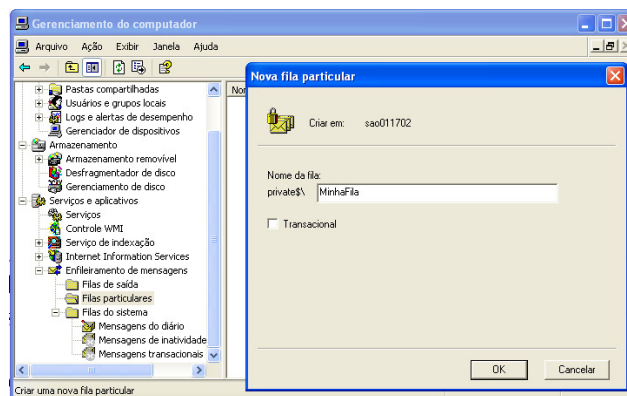 Gerenciamento do computador
Arquivo Ação Exibir Janela Ajuda
Pastas compartilhadas
Usuários e grupos locais
Logs e alertas de desempenho
Gerenciador de dispositivos
Armazenamento
Armazenamento removível
Desfragmentador de disco
Gerenciamento de disco
Serviços e aplicativos
Serviços
Controle WMI
Serviço de indexação
Internet Information Services
Enfileiramento de mensagens
Filas de saída
Filas particulares
Filas do sistema
Mensagens do diário
Mensagens de inatividade
Mensagens transacionais
Criar uma nova fila particular
Nova fila particular
Criar em: sao011702
Nome da fila:
private$\ MinhaFila
Transacional
OK Cancelar